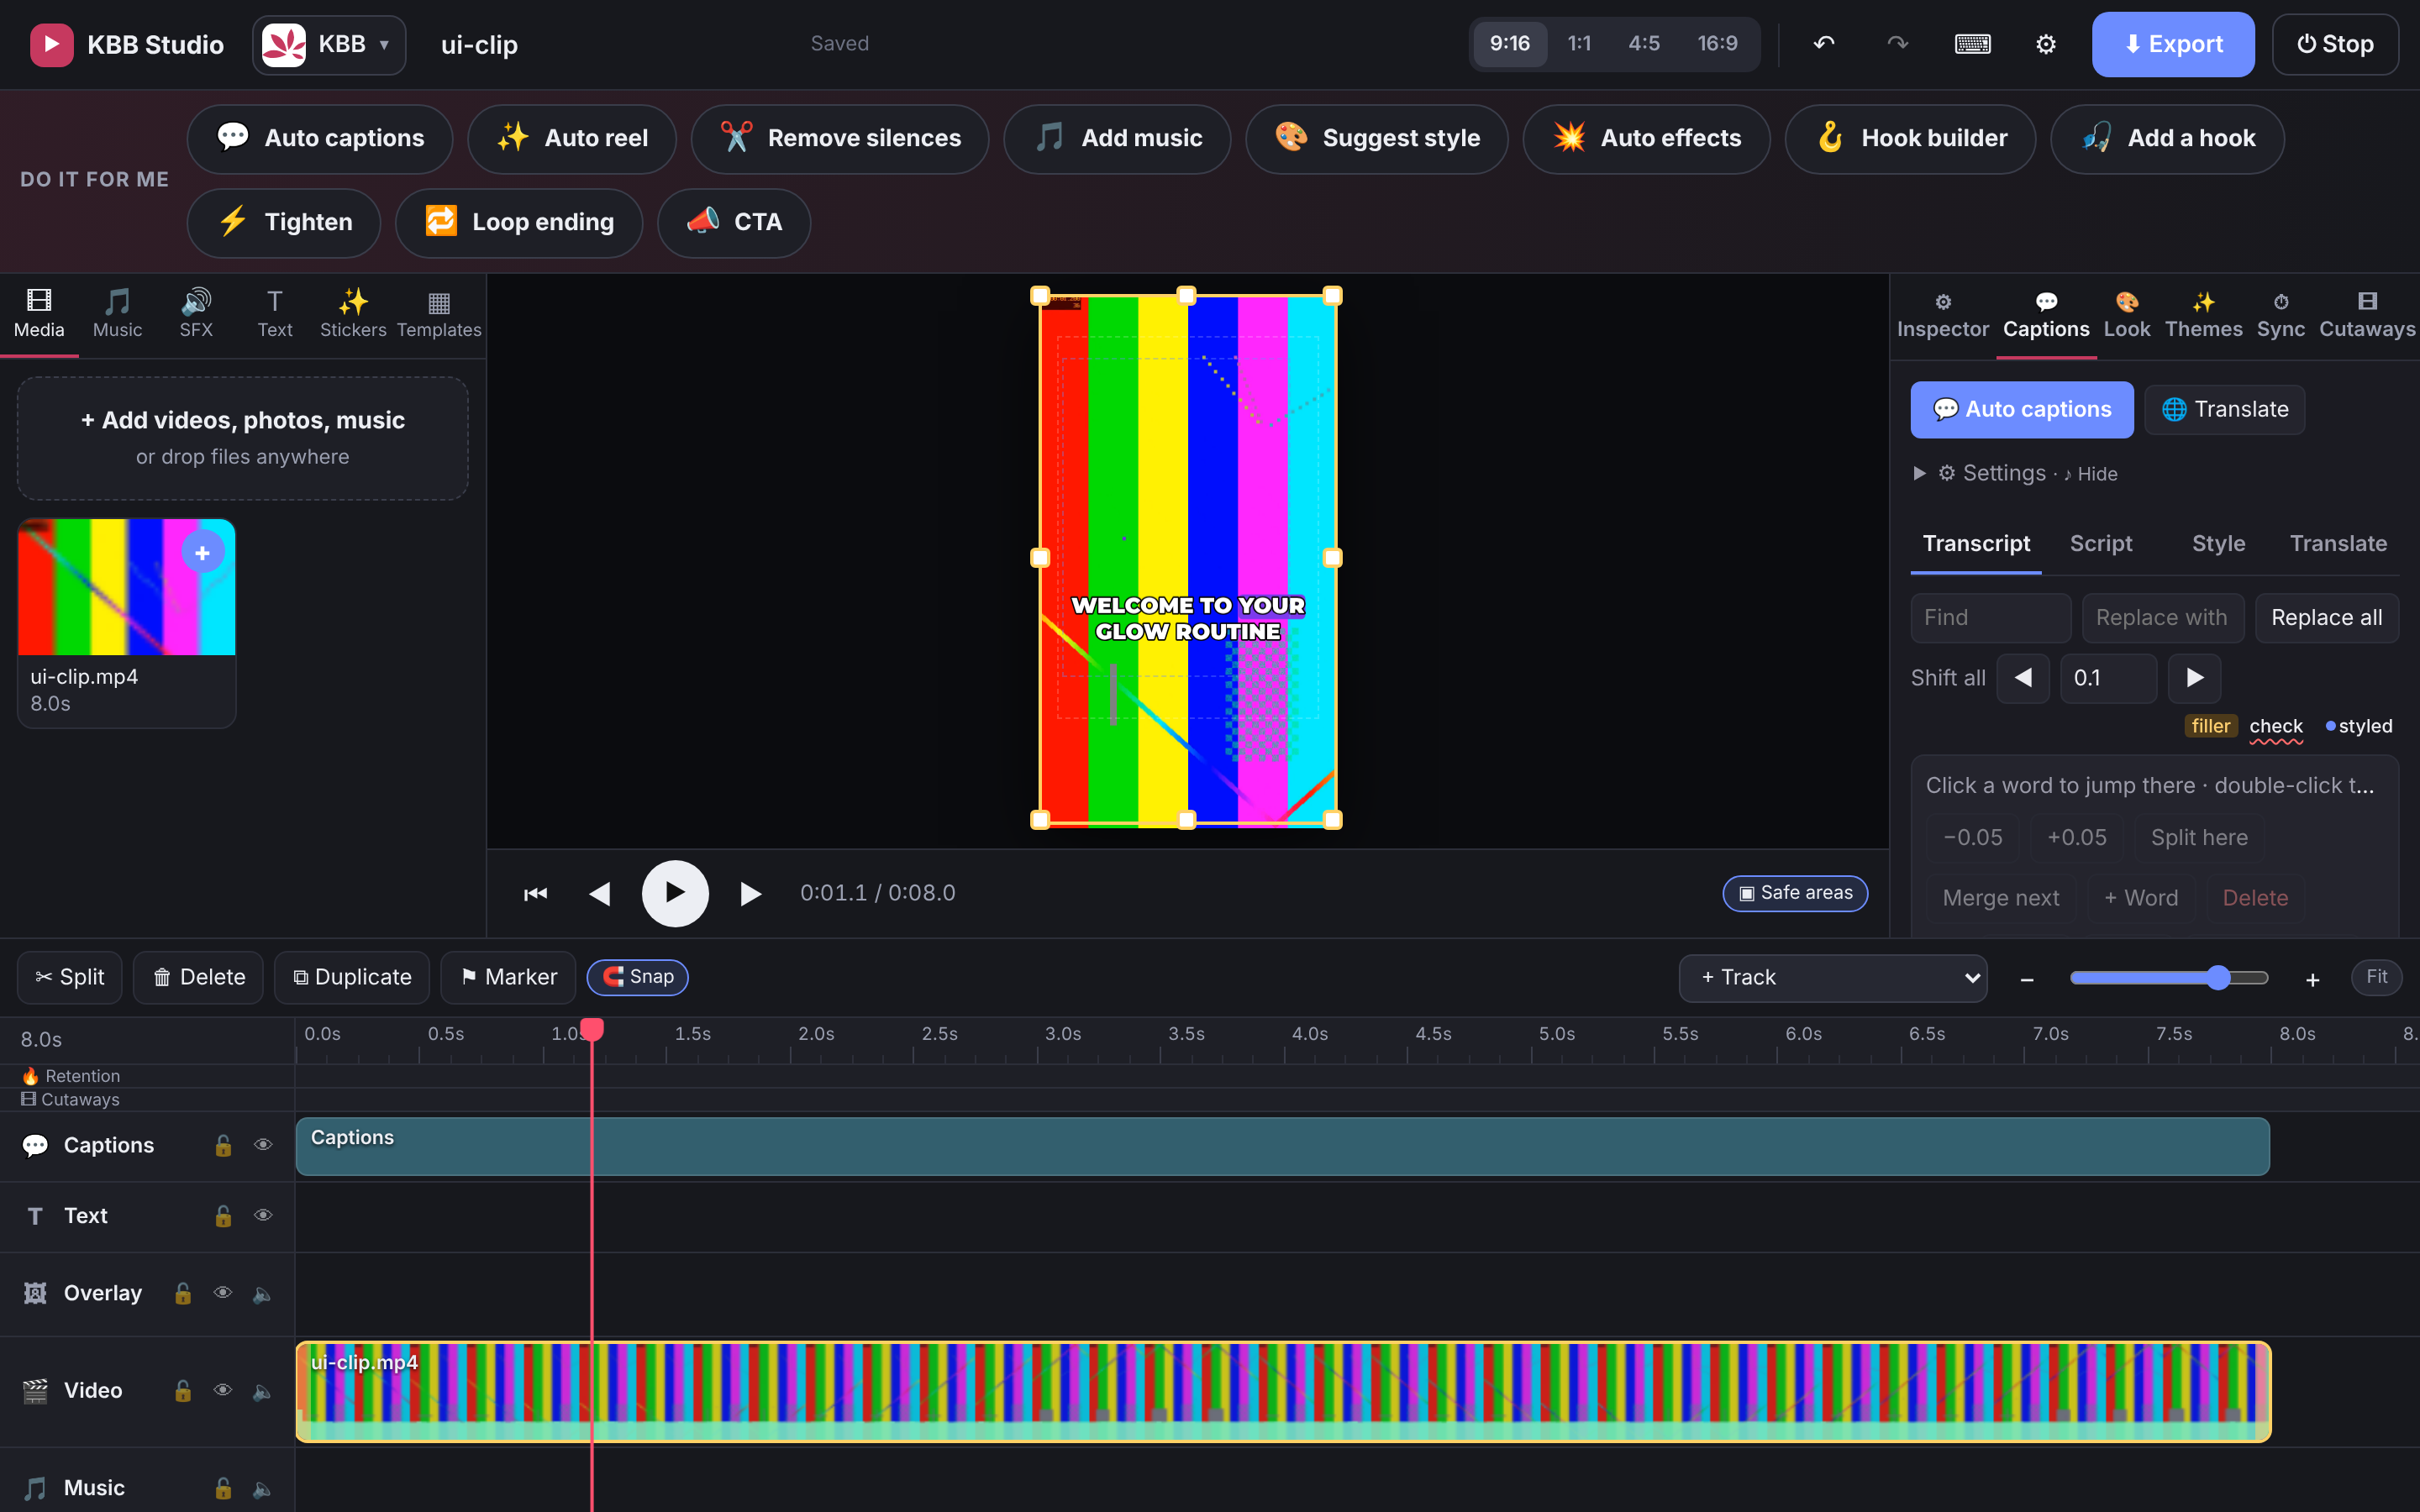 KBB Studio
KBB ▾
ui-clip
Saved
9:16 1:1 4:5 16:9
Export
Stop
DO IT FOR ME
Auto captions
Auto reel
Remove silences
Add music
Suggest style
Auto effects
Hook builder
Add a hook
Tighten
Loop ending
CTA
Media
Music
SFX
Text
Stickers
Templates
+ Add videos, photos, music
or drop files anywhere
ui-clip.mp4
8.0s
WELCOME TO YOUR
GLOW ROUTINE
0:01.1 / 0:08.0
Safe areas
Inspector
Captions
Look
Themes
Sync
Cutaways
Auto captions
Translate
Settings · ♪ Hide
Transcript
Script
Style
Translate
Find
Replace with
Replace all
Shift all
0.1
filler
check
styled
Click a word to jump there · double-click t...
−0.05
+0.05
Split here
Merge next
+ Word
Delete
Split
Delete
Duplicate
Marker
Snap
+ Track
Fit
8.0s
0.0s 0.5s 1.0s 1.5s 2.0s 2.5s 3.0s 3.5s 4.0s 4.5s 5.0s 5.5s 6.0s 6.5s 7.0s 7.5s 8.0s
Retention
Cutaways
Captions
Captions
Text
Overlay
Video
ui-clip.mp4
Music